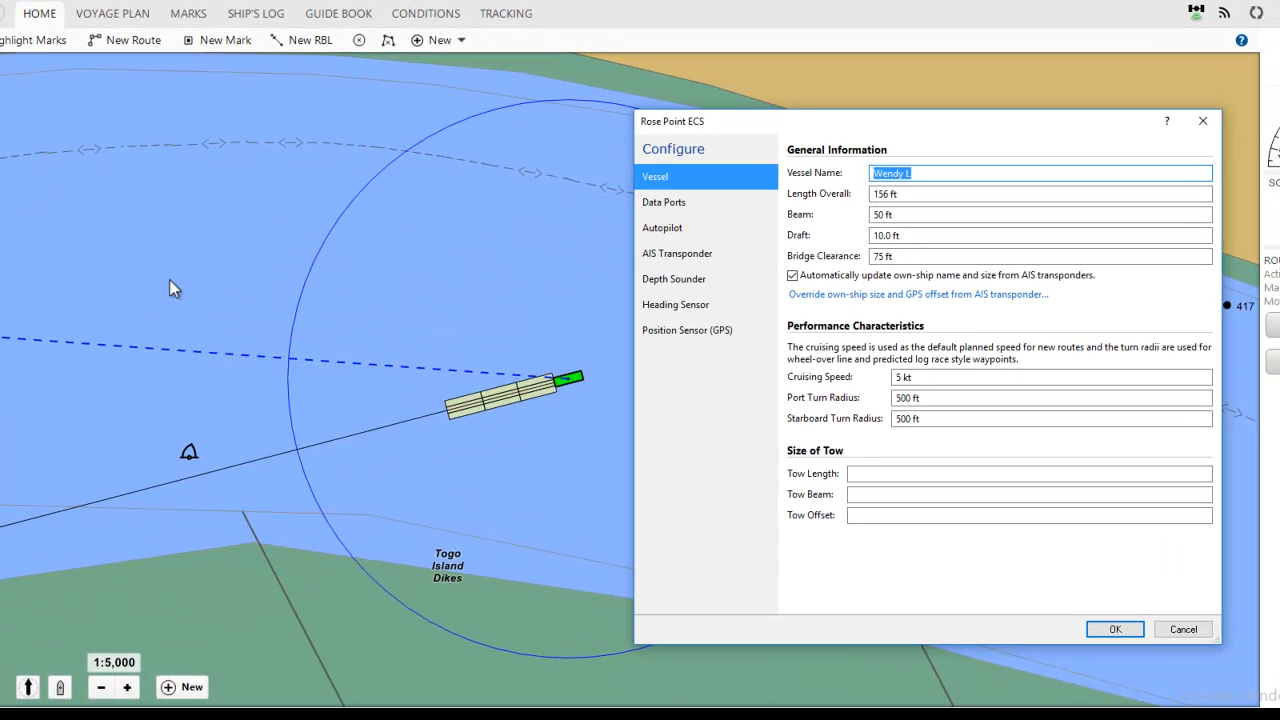 HOME VOYAGE PLAN MARKS SHIP'S LOG GUIDE BOOK CONDITIONS TRACKING
ghlight Marks New Route New Mark New RBL New
Rose Point ECS
Configure
Vessel
Data Ports
Autopilot
AIS Transponder
Depth Sounder
Heading Sensor
Position Sensor (GPS)
General Information
Vessel Name: Wendy L
Length Overall: 156 ft
Beam: 50 ft
Draft: 10.0 ft
Bridge Clearance: 75 ft
Automatically update own-ship name and size from AIS transponders.
Override own-ship size and GPS offset from AIS transponder...
Performance Characteristics
The cruising speed is used as the default planned speed for new routes and the turn radii are used for
wheel-over line and predicted log race style waypoints.
Cruising Speed: 5 kt
Port Turn Radius: 500 ft
Starboard Turn Radius: 500 ft
Size of Tow
Tow Length:
Tow Beam:
Tow Offset:
OK Cancel
SO
ROU
Acti
Ma
Mo
417
Togo
Island
Dikes
1:5,000
- + New